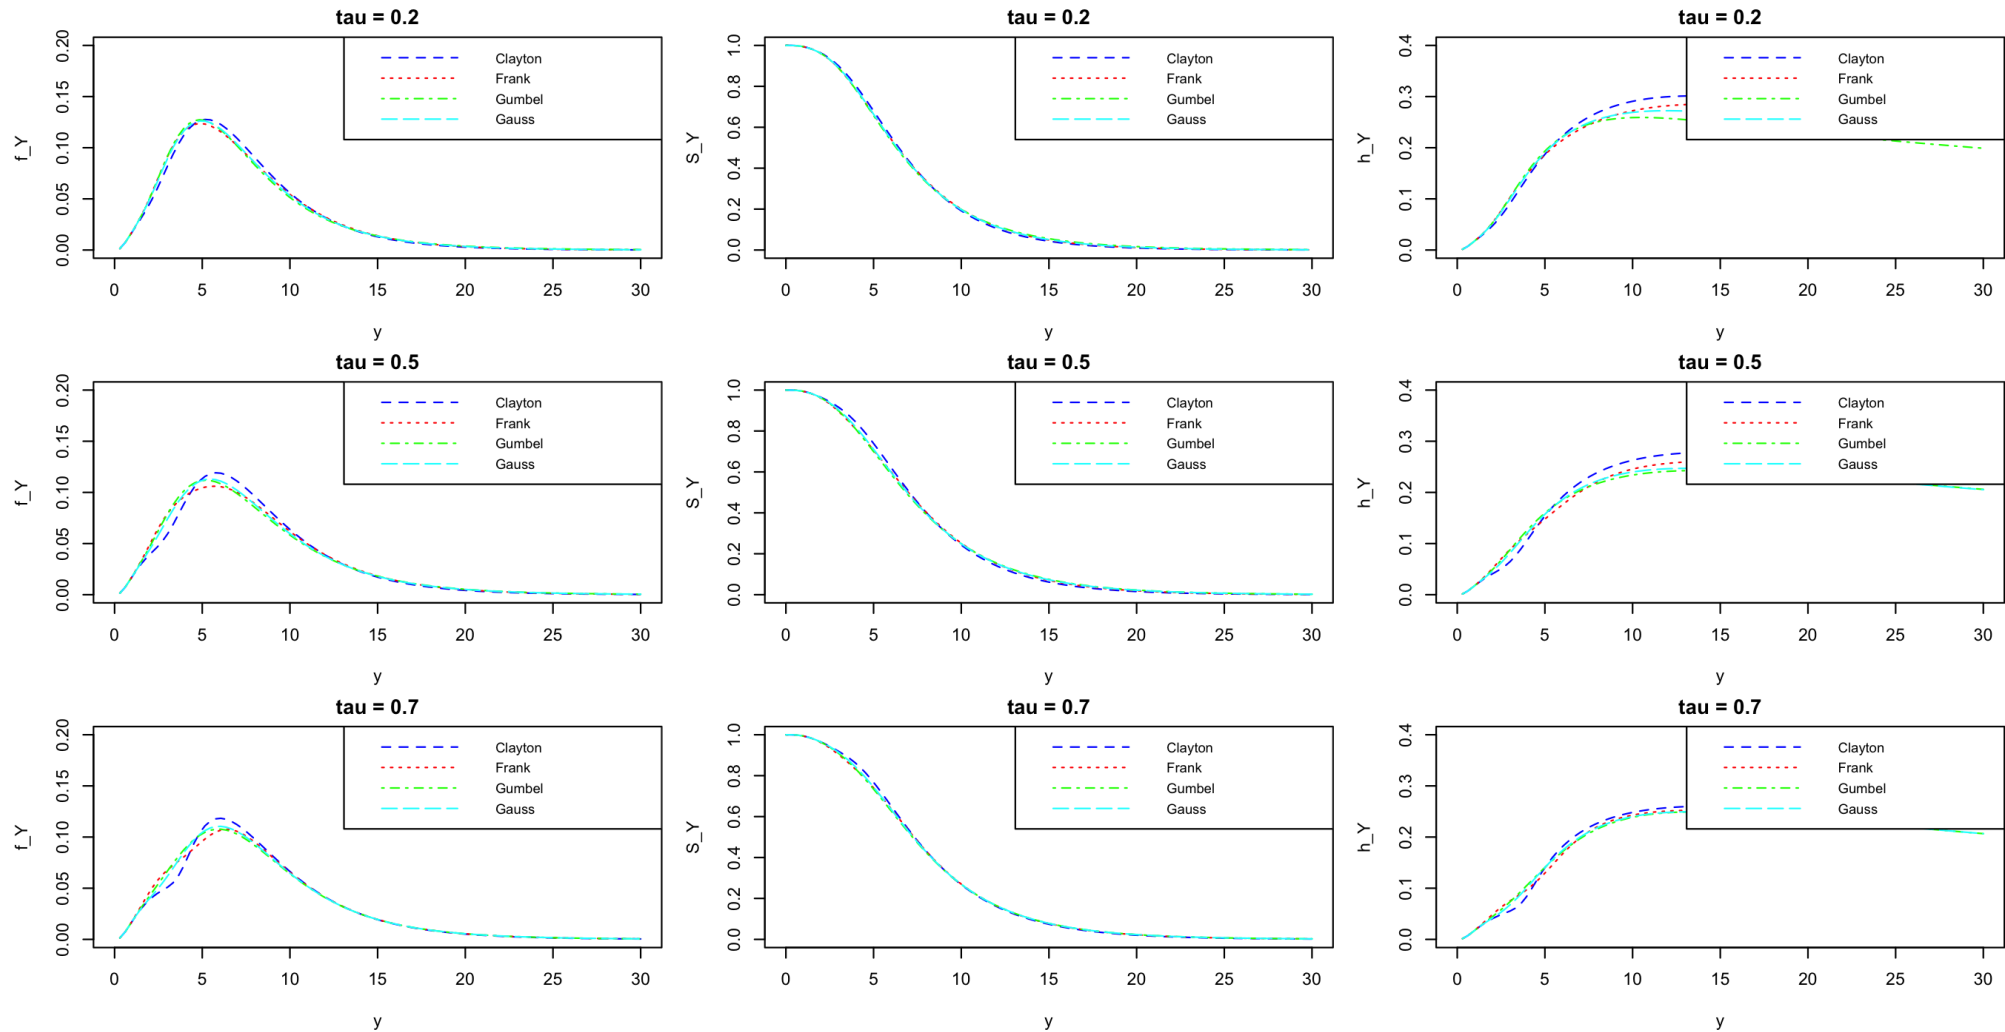 tau = 0.2
f_Y
0.00
0.05
0.10
0.15
0.20
Clayton
Frank
Gumbel
Gauss
0 5 10 15 20 25 30
y
tau = 0.2
S_Y
0.0
0.2
0.4
0.6
0.8
1.0
Clayton
Frank
Gumbel
Gauss
0 5 10 15 20 25 30
y
tau = 0.2
h_Y
0.0
0.1
0.2
0.3
0.4
Clayton
Frank
Gumbel
Gauss
0 5 10 15 20 25 30
y
tau = 0.5
f_Y
0.00
0.05
0.10
0.15
0.20
Clayton
Frank
Gumbel
Gauss
0 5 10 15 20 25 30
y
tau = 0.5
S_Y
0.0
0.2
0.4
0.6
0.8
1.0
Clayton
Frank
Gumbel
Gauss
0 5 10 15 20 25 30
y
tau = 0.5
h_Y
0.0
0.1
0.2
0.3
0.4
Clayton
Frank
Gumbel
Gauss
0 5 10 15 20 25 30
y
tau = 0.7
f_Y
0.00
0.05
0.10
0.15
0.20
Clayton
Frank
Gumbel
Gauss
0 5 10 15 20 25 30
y
tau = 0.7
S_Y
0.0
0.2
0.4
0.6
0.8
1.0
Clayton
Frank
Gumbel
Gauss
0 5 10 15 20 25 30
y
tau = 0.7
h_Y
0.0
0.1
0.2
0.3
0.4
Clayton
Frank
Gumbel
Gauss
0 5 10 15 20 25 30
y